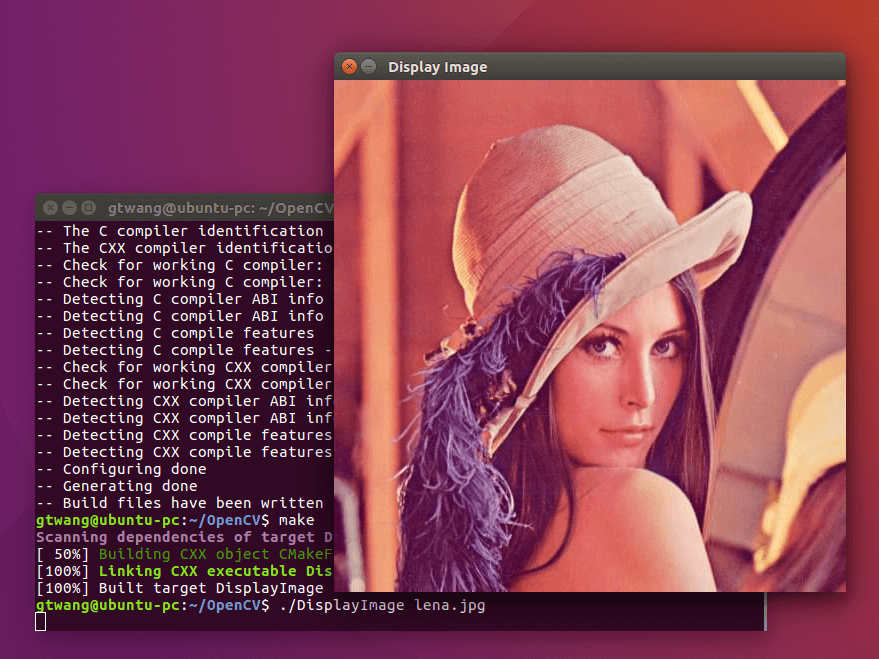 Display Image
gtwang@ubuntu-pc: ~/OpenCV
-- The C compiler identification
-- The CXX compiler identificatio
-- Check for working C compiler:
-- Check for working C compiler:
-- Detecting C compiler ABI info
-- Detecting C compiler ABI info
-- Detecting C compile features
-- Detecting C compile features -
-- Check for working CXX compiler
-- Check for working CXX compiler
-- Detecting CXX compiler ABI inf
-- Detecting CXX compiler ABI inf
-- Detecting CXX compile features
-- Detecting CXX compile features
-- Configuring done
-- Generating done
-- Build files have been written
gtwang@ubuntu-pc:~/OpenCV$ make
Scanning dependencies of target D
[ 50%] Building CXX object CMakeF
[100%] Linking CXX executable Dis
[100%] Built target DisplayImage
gtwang@ubuntu-pc:~/OpenCV$ ./DisplayImage lena.jpg